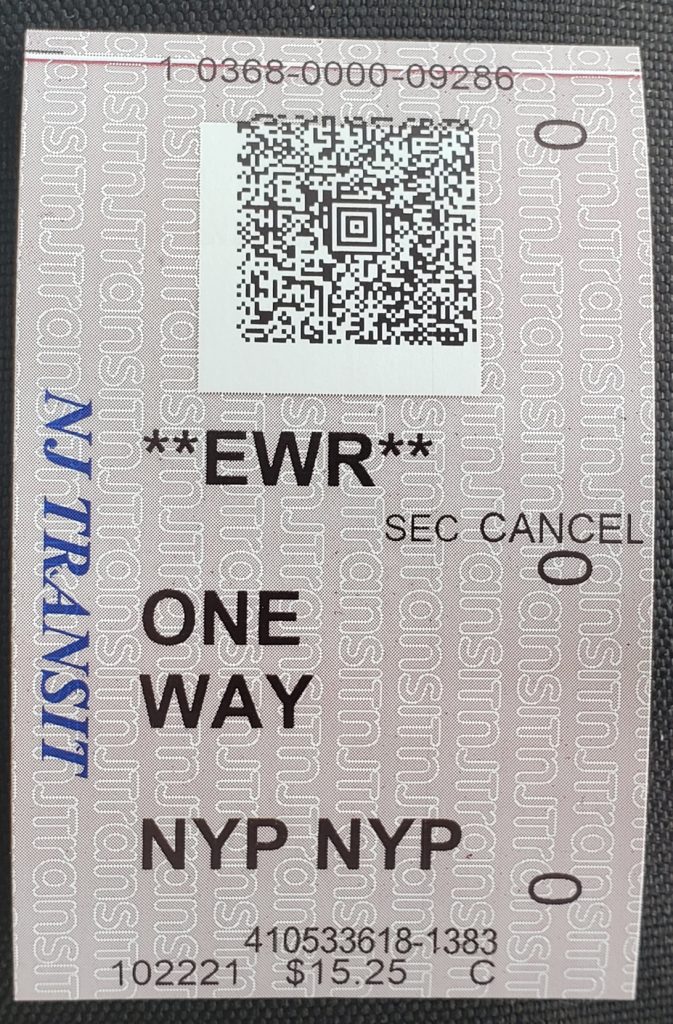 1 0368-0000-09286
0
**EWR**
SEC CANCEL
0
ONE
WAY
NYP NYP
0
410533618-1383
102221 $15.25 C
NJ TRANSIT